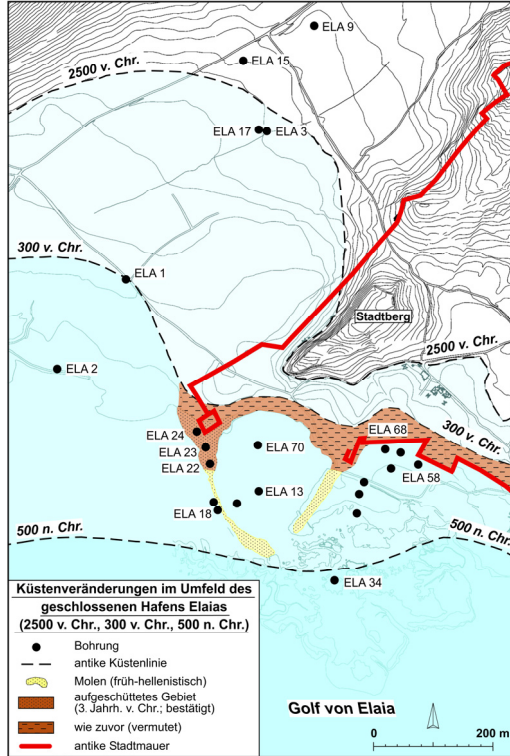 ELA 9
2500 v. Chr.
ELA 15
ELA 17
ELA 3
300 v. Chr.
ELA 1
Stadtberg
2500 v. Chr.
ELA 2
300 v. Chr.
ELA 68
ELA 24
ELA 70
ELA 23
ELA 22
ELA 58
ELA 13
ELA 18
500 n. Chr.
500 n. Chr.
ELA 34
Küstenveränderungen im Umfeld des
geschlossenen Hafens Elaias
(2500 v. Chr., 300 v. Chr., 500 n. Chr.)
Bohrung
antike Küstenlinie
Molen (früh-hellenistisch)
aufgeschüttetes Gebiet
(3. Jahrh. v. Chr.; bestätigt)
wie zuvor (vermutet)
antike Stadtmauer
Golf von Elaia
0 200 m